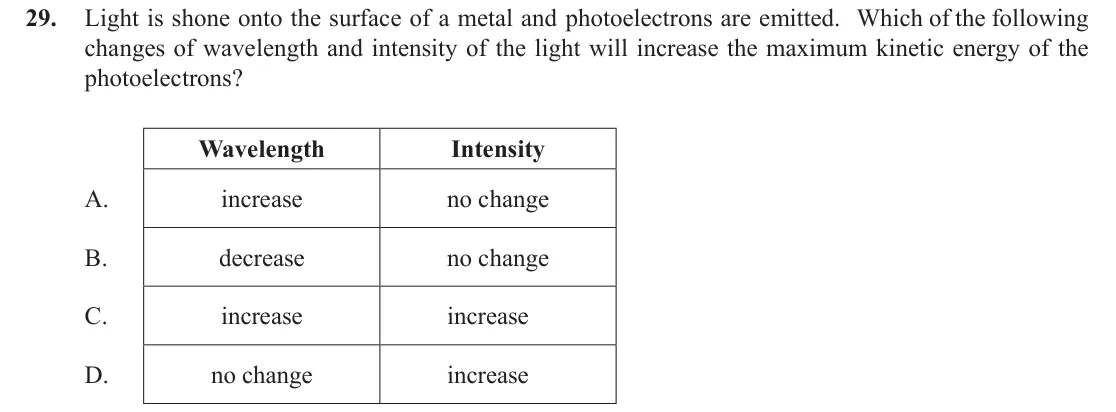 29. Light is shone onto the surface of a metal and photoelectrons are emitted. Which of the following
changes of wavelength and intensity of the light will increase the maximum kinetic energy of the
photoelectrons?
Wavelength Intensity
A. increase no change
B. decrease no change
C. increase increase
D. no change increase